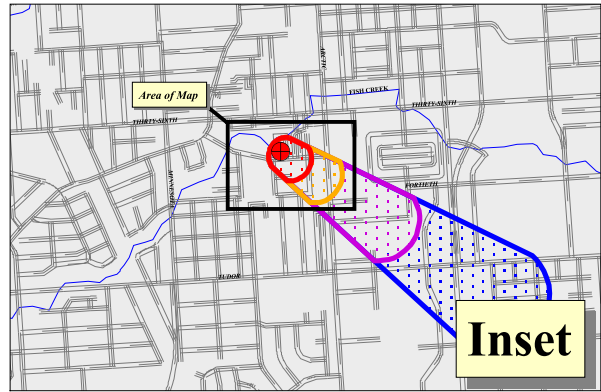 Area of Map
THIRTY-SIXTH
FISH CREEK
THIRTY-SIXTH
FORTIETH
TUDOR
Inset